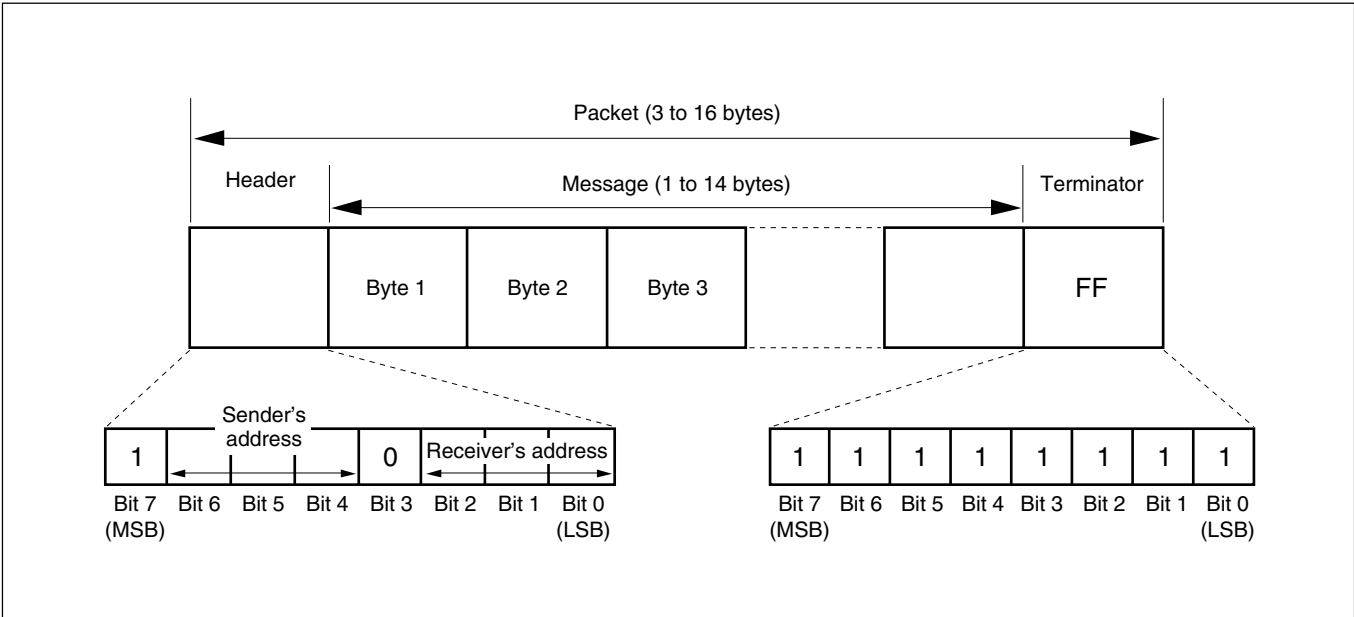 Packet (3 to 16 bytes)
Header
Message (1 to 14 bytes)
Terminator
Byte 1
Byte 2
Byte 3
FF
Sender's
address
1
0
Receiver's address
Bit 7
Bit 6
Bit 5
Bit 4
Bit 3
Bit 2
Bit 1
Bit 0
(MSB)
(LSB)
1 1 1 1 1 1 1 1
Bit 7
Bit 6
Bit 5
Bit 4
Bit 3
Bit 2
Bit 1
Bit 0
(MSB)
(LSB)